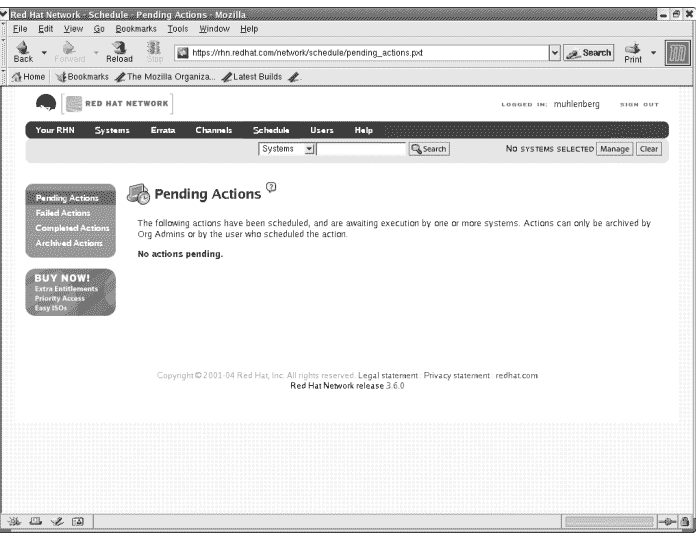 Red Hat Network - Schedule - Pending Actions - Mozilla
File Edit View Go Bookmarks Tools Window Help
Back Forward Reload Stop https://rhn.redhat.com/network/schedule/pending_actions.pxt Search Print
Home Bookmarks The Mozilla Organiza... Latest Builds
RED HAT NETWORK LOGGED IN: muhlenberg SIGN OUT
Your RHN Systems Errata Channels Schedule Users Help
Systems Search NO SYSTEMS SELECTED Manage Clear
Pending Actions
Failed Actions
Completed Actions
Archived Actions
BUY NOW!
Extra Entitlements
Priority Access
Easy ISOs
Pending Actions ?
The following actions have been scheduled, and are awaiting execution by one or more systems. Actions can only be archived by
Org Admins or by the user who scheduled the action.
No actions pending.
Copyright © 2001-04 Red Hat, Inc. All rights reserved. Legal statement : Privacy statement : redhat.com
Red Hat Network release 3.6.0